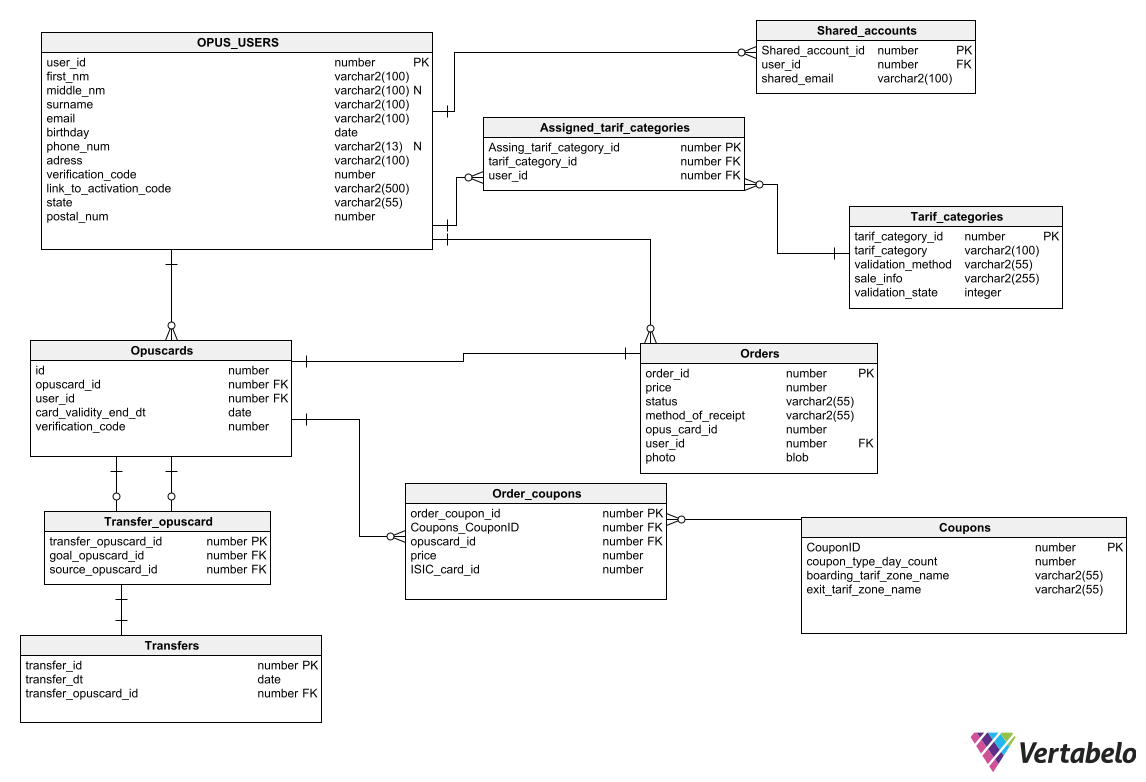 OPUS_USERS
user_id number PK
first_nm varchar2(100)
middle_nm varchar2(100) N
surname varchar2(100)
email varchar2(100)
birthday date
phone_num varchar2(13) N
adress varchar2(100)
verification_code number
link_to_activation_code varchar2(500)
state varchar2(55)
postal_num number
Shared_accounts
Shared_account_id number PK
user_id number FK
shared_email varchar2(100)
Assigned_tarif_categories
Assing_tarif_category_id number PK
tarif_category_id number FK
user_id number FK
Tarif_categories
tarif_category_id number PK
tarif_category varchar2(100)
validation_method varchar2(55)
sale_info varchar2(255)
validation_state integer
Opuscards
id number
opuscard_id number FK
user_id number FK
card_validity_end_dt date
verification_code number
Orders
order_id number PK
price number
status varchar2(55)
method_of_receipt varchar2(55)
opus_card_id number
user_id number FK
photo blob
Order_coupons
order_coupon_id number PK
Coupons_CouponID number FK
opuscard_id number FK
price number
ISIC_card_id number
Coupons
CouponID number PK
coupon_type_day_count number
boarding_tarif_zone_name varchar2(55)
exit_tarif_zone_name varchar2(55)
Transfer_opuscard
transfer_opuscard_id number PK
goal_opuscard_id number FK
source_opuscard_id number FK
Transfers
transfer_id number PK
transfer_dt date
transfer_opuscard_id number FK
Vertabelo